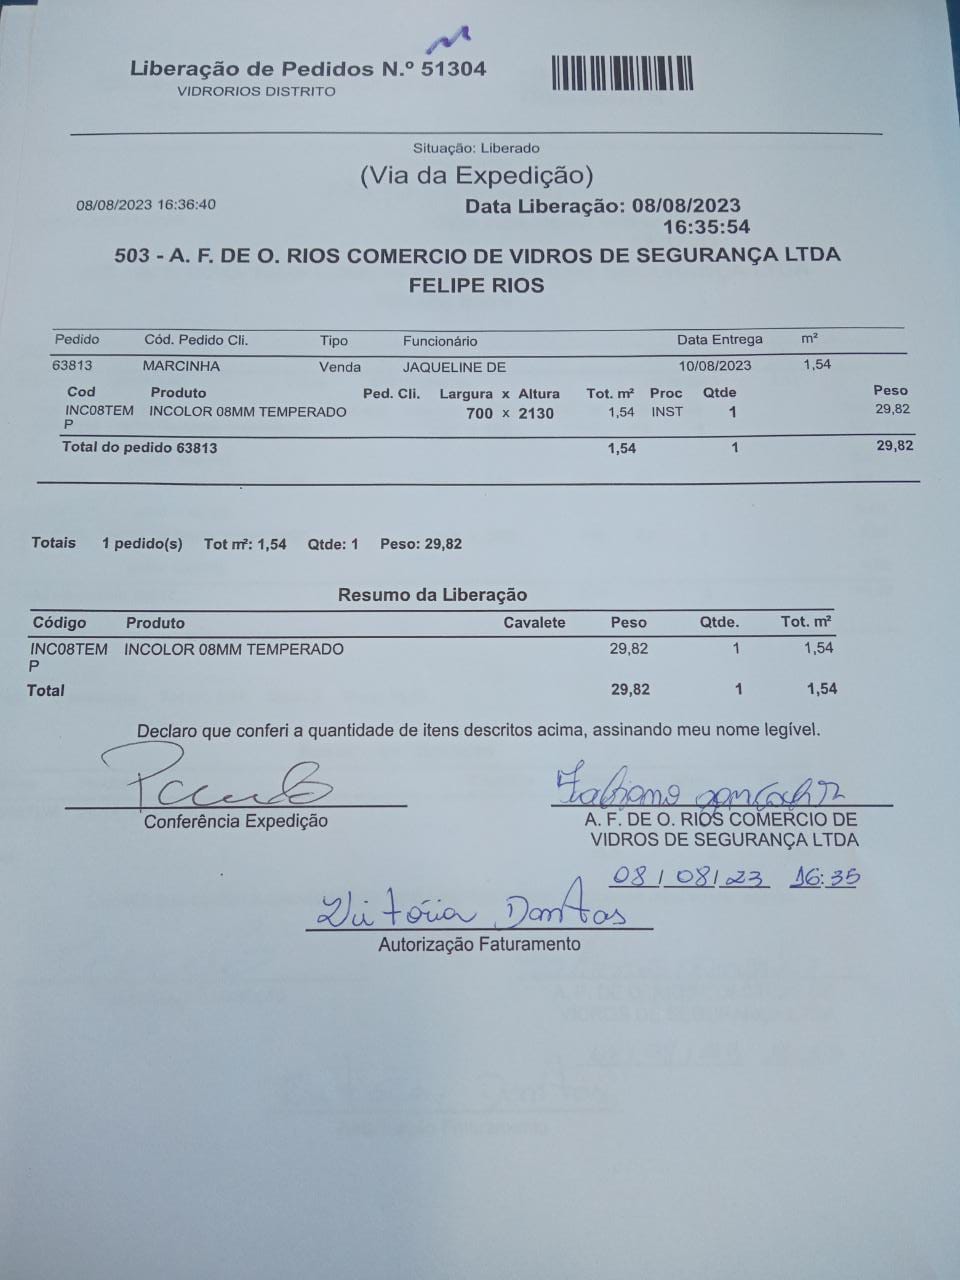 Liberação de Pedidos N.º 51304
VIDRORIOS DISTRITO
Situação: Liberado
(Via da Expedição)
08/08/2023 16:36:40 Data Liberação: 08/08/2023
16:35:54
503 - A. F. DE O. RIOS COMERCIO DE VIDROS DE SEGURANÇA LTDA
FELIPE RIOS
Pedido Cód. Pedido Cli. Tipo Funcionário Data Entrega m²
63813 MARCINHA Venda JAQUELINE DE 10/08/2023 1,54
Cod Produto Ped. Cli. Largura x Altura Tot. m² Proc Qtde Peso
INC08TEM INCOLOR 08MM TEMPERADO 700 x 2130 1,54 INST 1 29,82
P
Total do pedido 63813 1,54 1 29,82
Totais 1 pedido(s) Tot m²: 1,54 Qtde: 1 Peso: 29,82
Resumo da Liberação
Código Produto Cavalete Peso Qtde. Tot. m²
INC08TEM INCOLOR 08MM TEMPERADO 29,82 1 1,54
P
Total 29,82 1 1,54
Declaro que conferi a quantidade de itens descritos acima, assinando meu nome legível.
Fabiano
Conferência Expedição
A. F. DE O. RIOS COMERCIO DE
VIDROS DE SEGURANÇA LTDA
08/08/23 16:35
Vitória Dantas
Autorização Faturamento